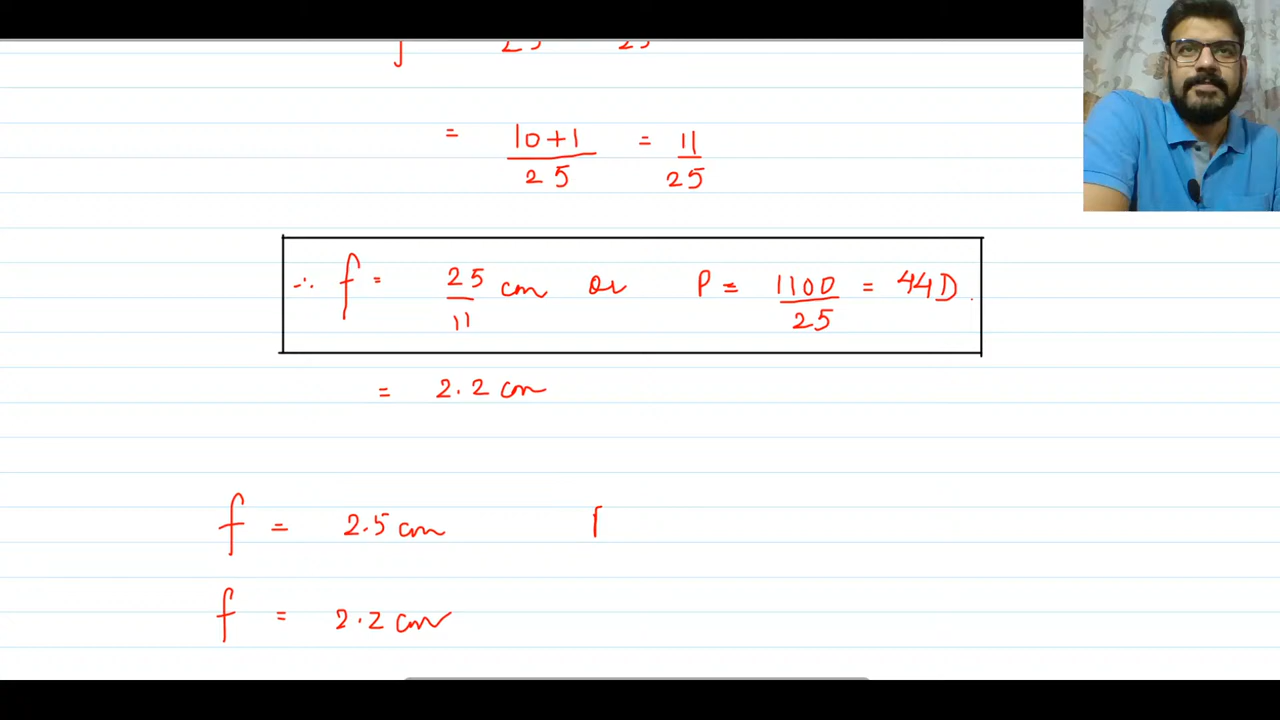 = 10+1/25 = 11/25
∴ f = 25/11 cm or P = 1100/25 = 44D.
= 2.2 cm
f = 2.5 cm
f = 2.2 cm